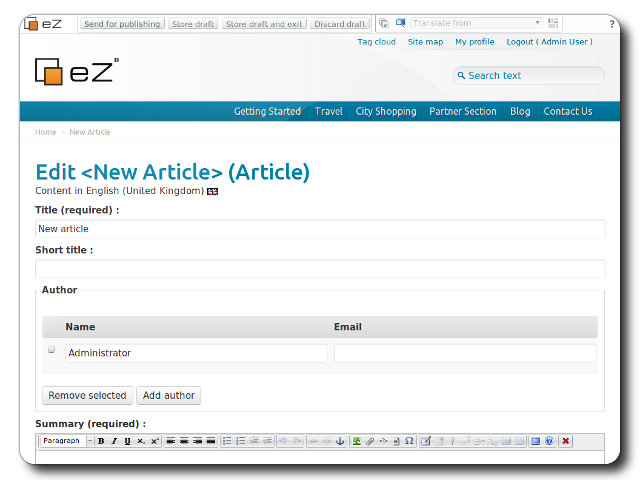 eZ Send for publishing Store draft Store draft and exit Discard draft Translate from ?
Tag cloud Site map My profile Logout ( Admin User )
eZ
Search text
Getting Started Travel City Shopping Partner Section Blog Contact Us
Home – New Article
Edit <New Article> (Article)
Content in English (United Kingdom)
Title (required) :
New article
Short title :
Author
Name Email
Administrator
Remove selected Add author
Summary (required) :
Paragraph B I U x, x'